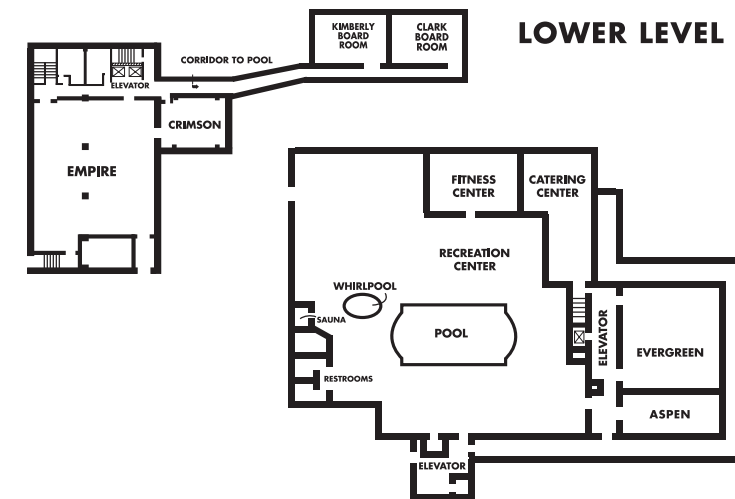 LOWER LEVEL
KIMBERLY
BOARD
ROOM
CLARK
BOARD
ROOM
CORRIDOR TO POOL
ELEVATOR
CRIMSON
EMPIRE
FITNESS
CENTER
CATERING
CENTER
RECREATION
CENTER
WHIRLPOOL
SAUNA
POOL
ELEVATOR
EVERGREEN
RESTROOMS
ASPEN
ELEVATOR